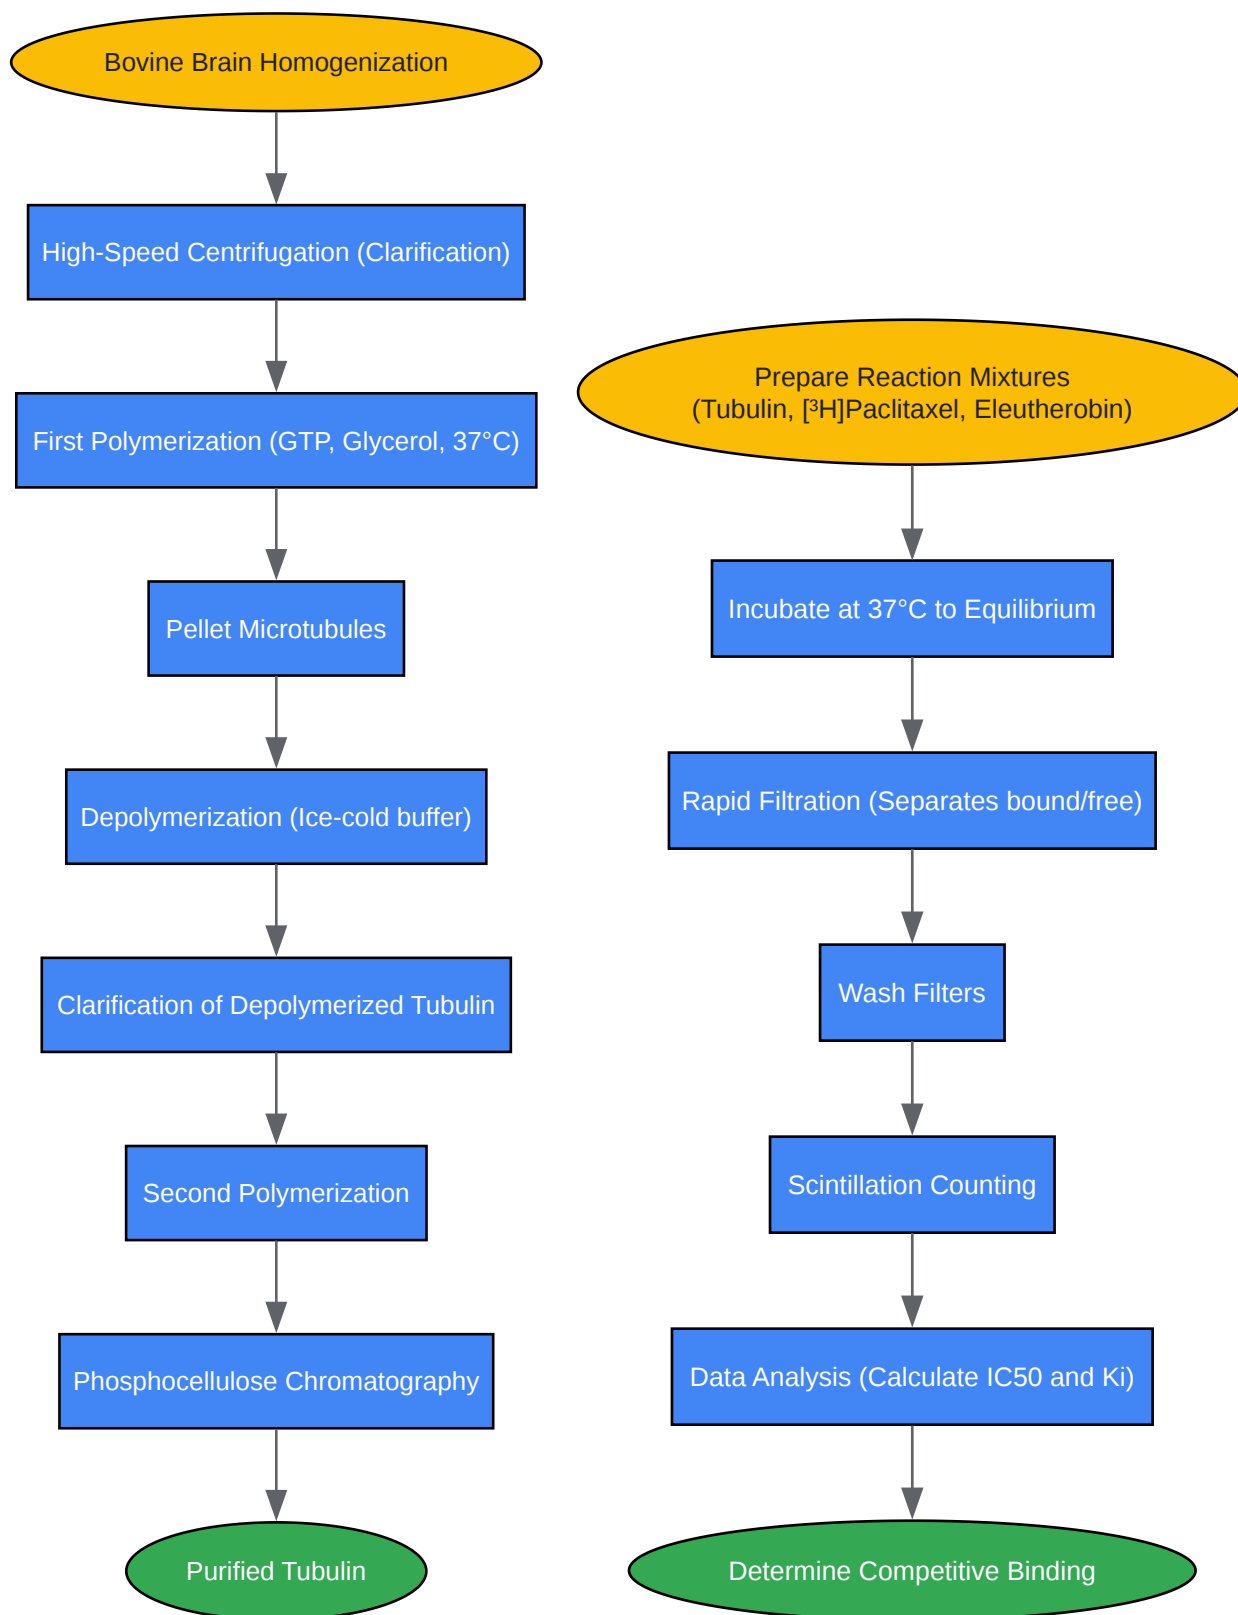 Bovine Brain Homogenization
High-Speed Centrifugation (Clarification)
First Polymerization (GTP, Glycerol, 37°C)
Pellet Microtubules
Depolymerization (Ice-cold buffer)
Clarification of Depolymerized Tubulin
Second Polymerization
Phosphocellulose Chromatography
Purified Tubulin
Prepare Reaction Mixtures
(Tubulin, [³H]Paclitaxel, Eleutherobin)
Incubate at 37°C to Equilibrium
Rapid Filtration (Separates bound/free)
Wash Filters
Scintillation Counting
Data Analysis (Calculate IC50 and Ki)
Determine Competitive Binding